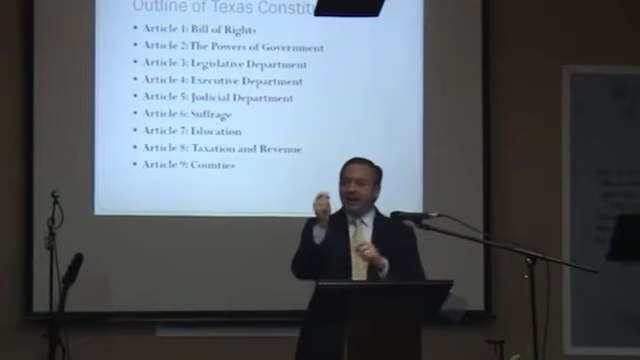 Outline of Texas Constitu
• Article 1: Bill of Rights
• Article 2: The Powers of Government
• Article 3: Legislative Department
• Article 4: Executive Department
• Article 5: Judicial Department
• Article 6: Suffrage
• Article 7: Education
• Article 8: Taxation and Revenue
• Article 9: Counties